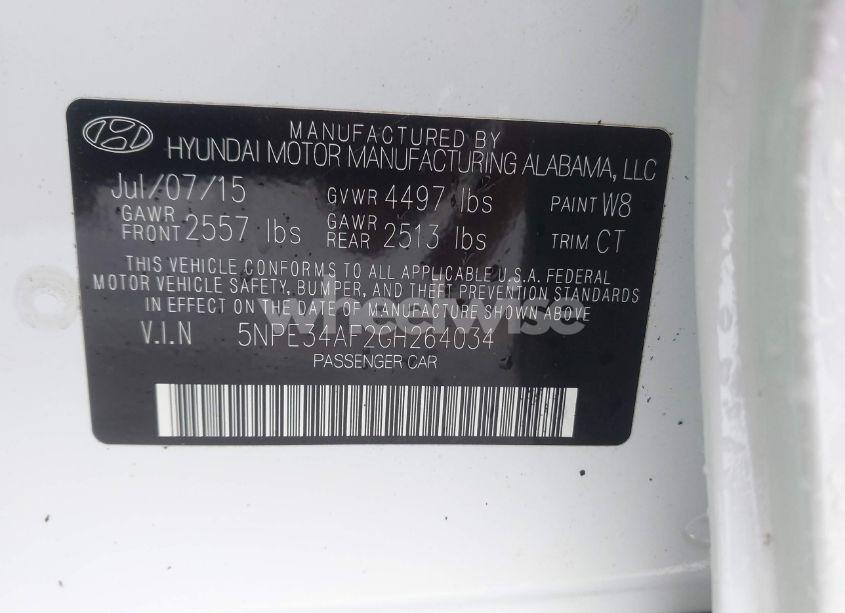 MANUFACTURED BY
HYUNDAI MOTOR MANUFACTURING ALABAMA, LLC
Jul/07/15 GVWR 4497 lbs PAINT W8
GAWR FRONT 2557 lbs GAWR REAR 2513 lbs TRIM CT
THIS VEHICLE CONFORMS TO ALL APPLICABLE U.S.A. FEDERAL
MOTOR VEHICLE SAFETY, BUMPER, AND THEFT PREVENTION STANDARDS
IN EFFECT ON THE DATE OF MANUFACTURE SHOWN ABOVE
wheelwise
V.I.N 5NPE34AF2GH264034
PASSENGER CAR